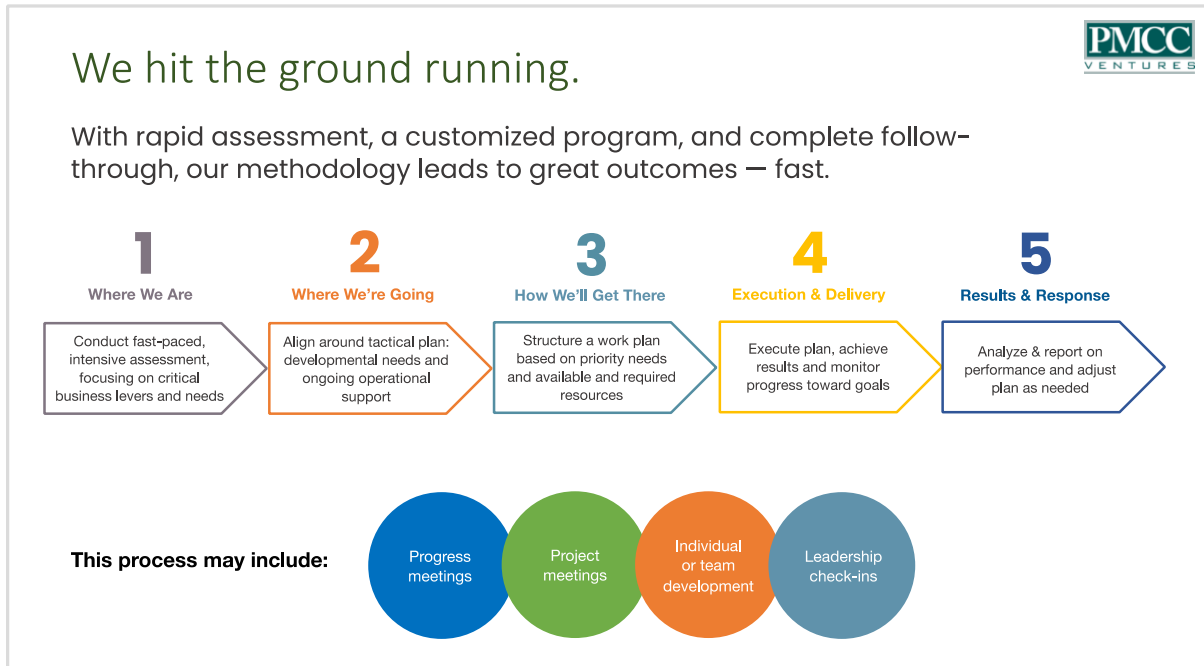 We hit the ground running.
PMCC
VENTURES
With rapid assessment, a customized program, and complete follow-
through, our methodology leads to great outcomes — fast.
1
Where We Are
Conduct fast-paced,
intensive assessment,
focusing on critical
business levers and needs
2
Where We're Going
Align around tactical plan:
developmental needs and
ongoing operational
support
3
How We'll Get There
Structure a work plan
based on priority needs
and available and required
resources
4
Execution & Delivery
Execute plan, achieve
results and monitor
progress toward goals
5
Results & Response
Analyze & report on
performance and adjust
plan as needed
This process may include:
Progress
meetings
Project
meetings
Individual
or team
development
Leadership
check-ins